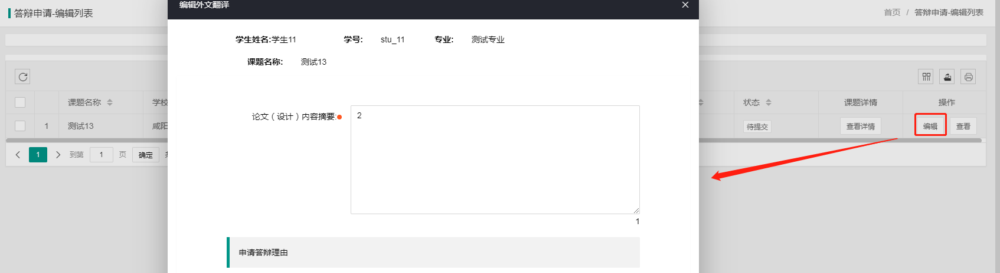 答辩申请-编辑列表
首页 / 答辩申请-编辑列表
编辑外文翻译
学生姓名:学生11 学号: stu_11 专业: 测试专业
课题名称: 测试13
课题名称 学校 状态 课题详情 操作
1 测试13 咸阳 待提交 查看详情 编辑 查看
1 到第 1 页 确定
论文（设计）内容摘要:
2
1
申请答辩理由